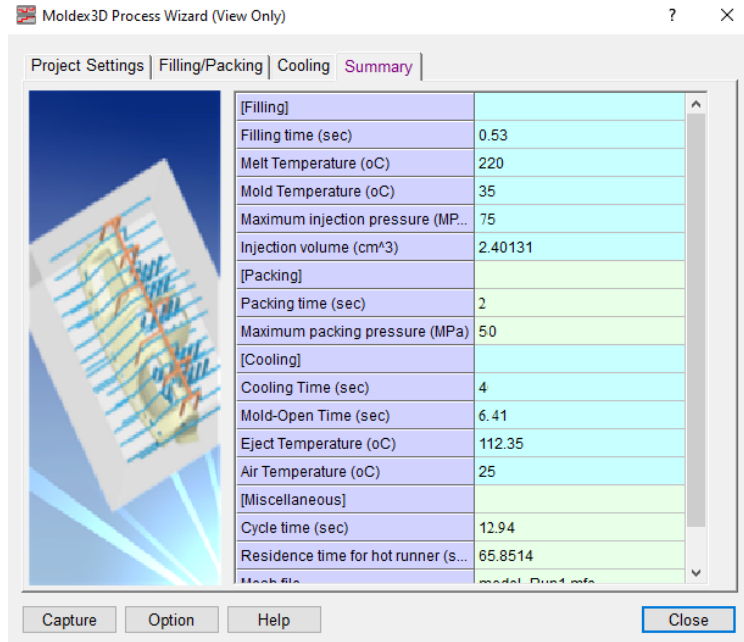 Moldex3D Process Wizard (View Only)
Project Settings Filling/Packing Cooling Summary
[Filling]
Filling time (sec) 0.53
Melt Temperature (oC) 220
Mold Temperature (oC) 35
Maximum injection pressure (MP... 75
Injection volume (cm^3) 2.40131
[Packing]
Packing time (sec) 2
Maximum packing pressure (MPa) 50
[Cooling]
Cooling Time (sec) 4
Mold-Open Time (sec) 6.41
Eject Temperature (oC) 112.35
Air Temperature (oC) 25
[Miscellaneous]
Cycle time (sec) 12.94
Residence time for hot runner (s... 65.8514
Mesh file
Capture Option Help Close